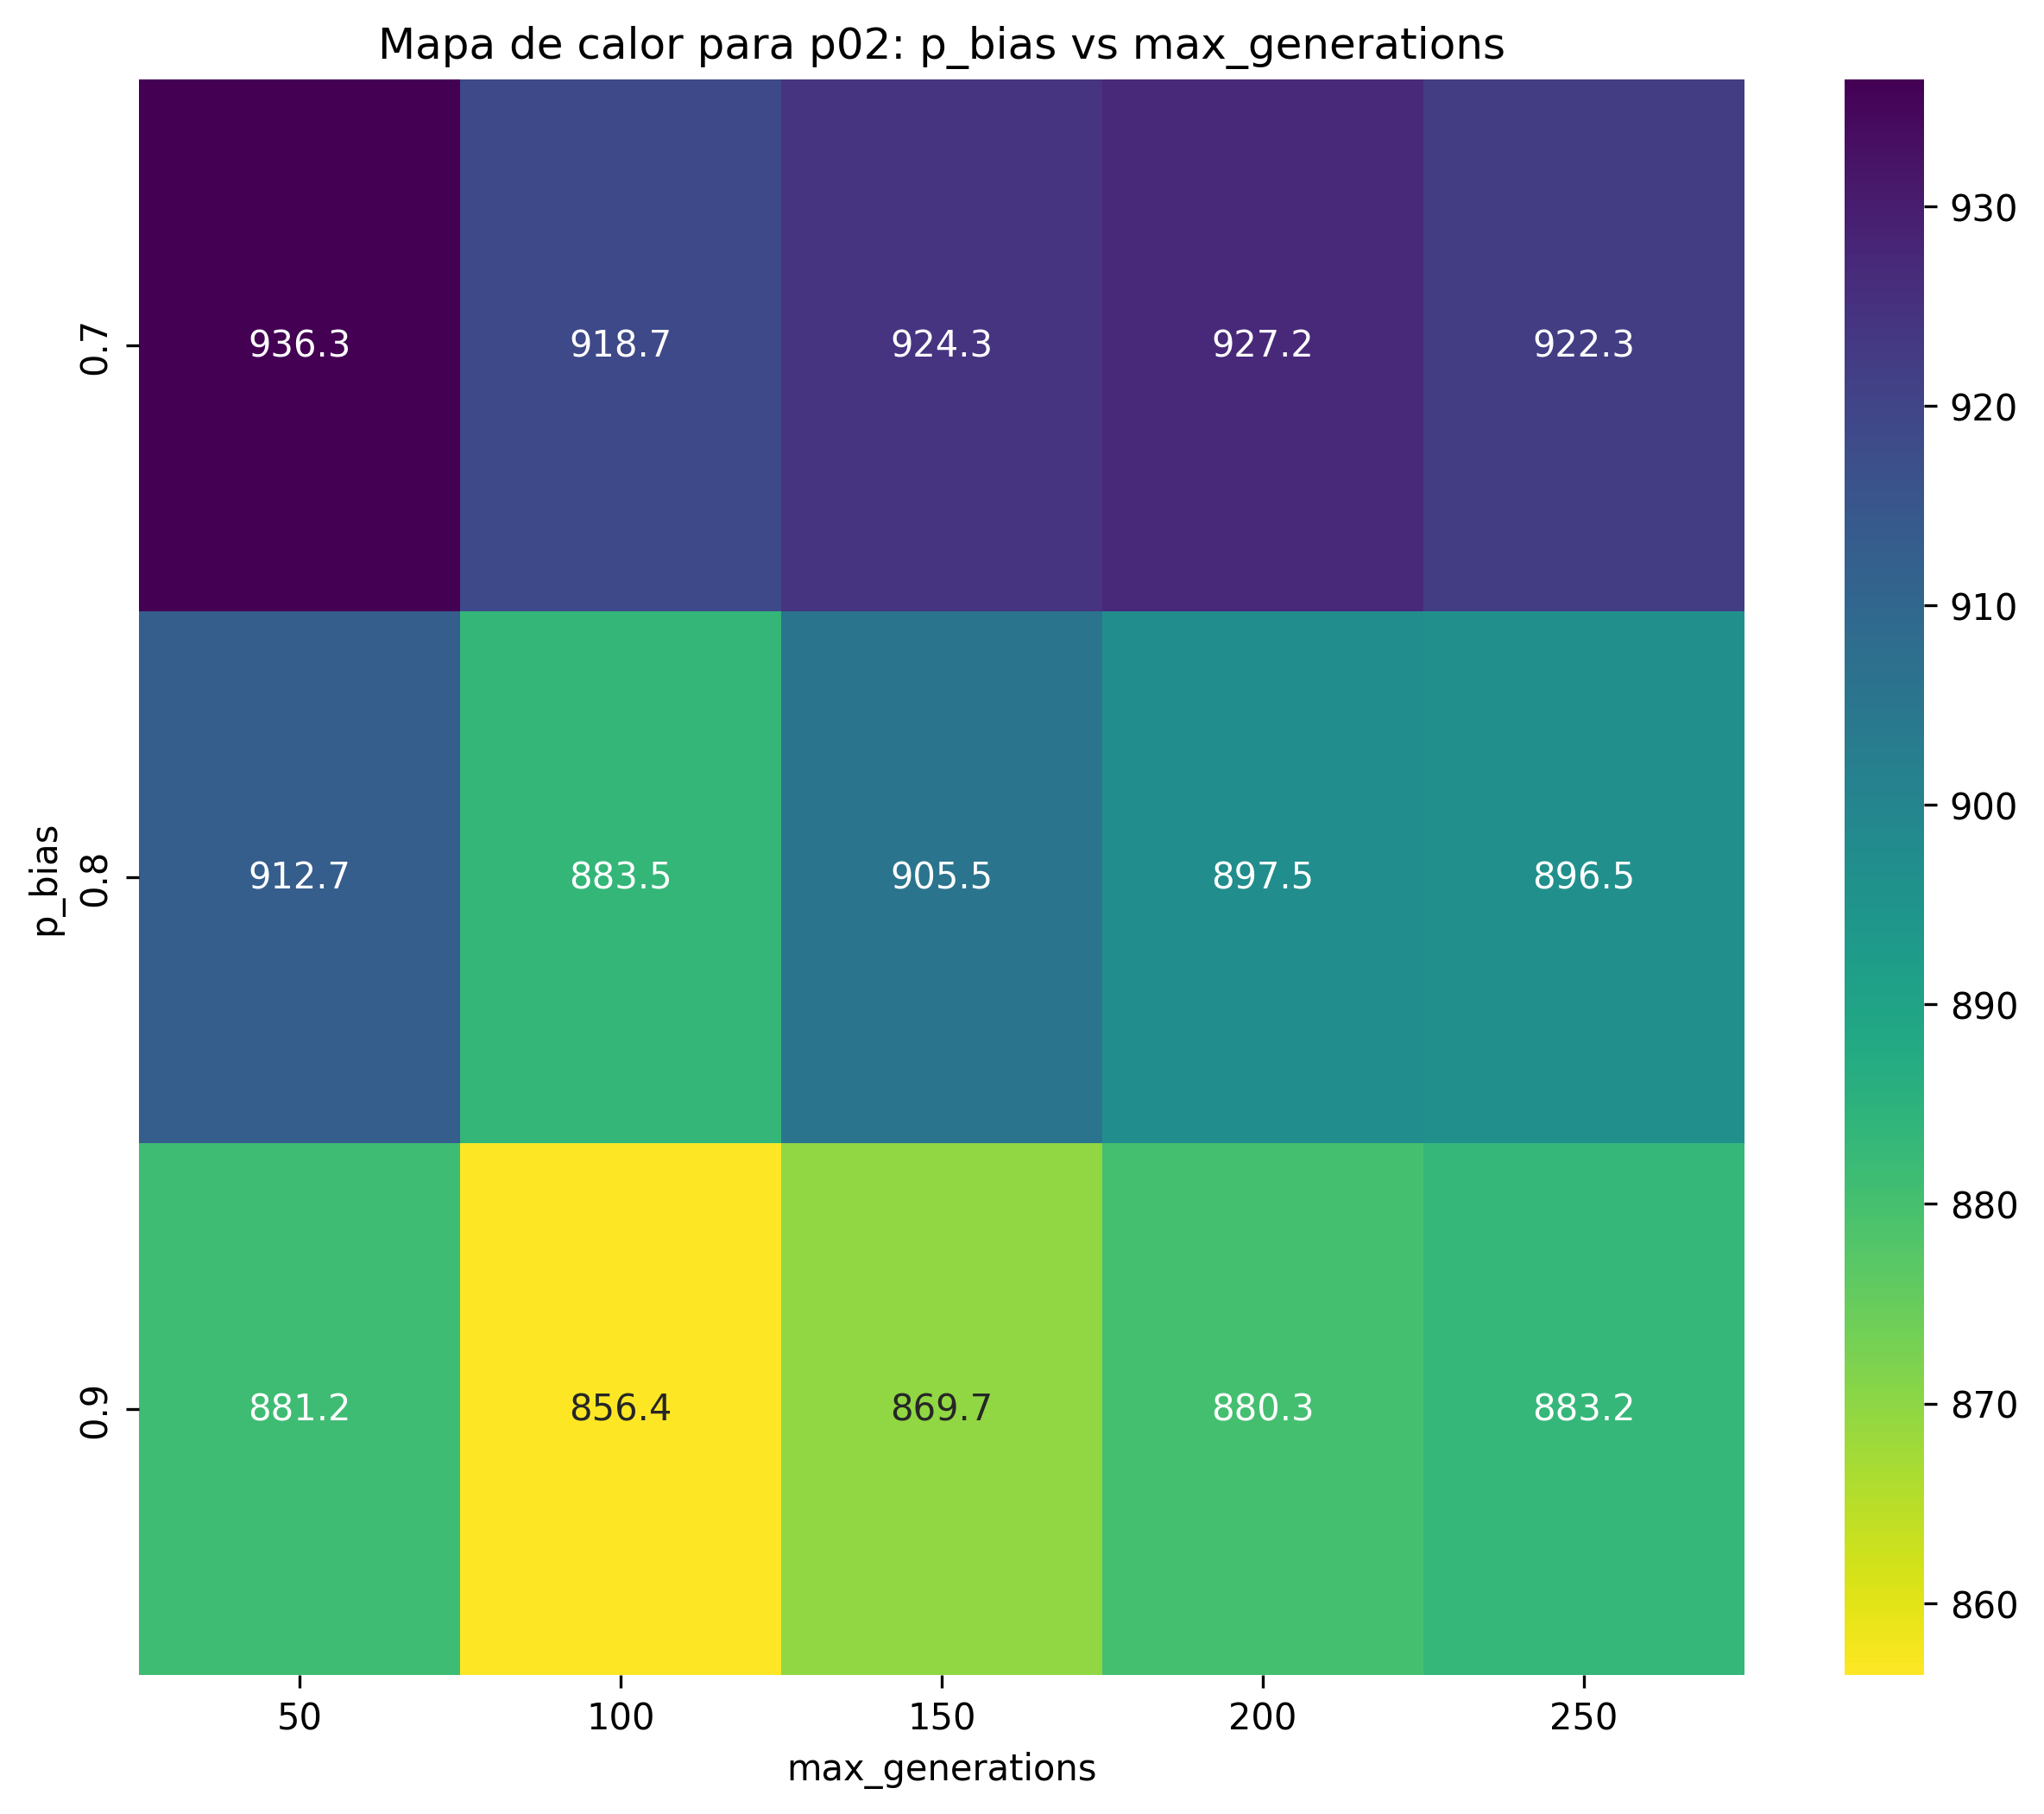 Mapa de calor para p02: p_bias vs max_generations
0.7 936.3 918.7 924.3 927.2 922.3
p_bias
0.8 912.7 883.5 905.5 897.5 896.5
0.9 881.2 856.4 869.7 880.3 883.2
50 100 150 200 250
max_generations
930
920
910
900
890
880
870
860